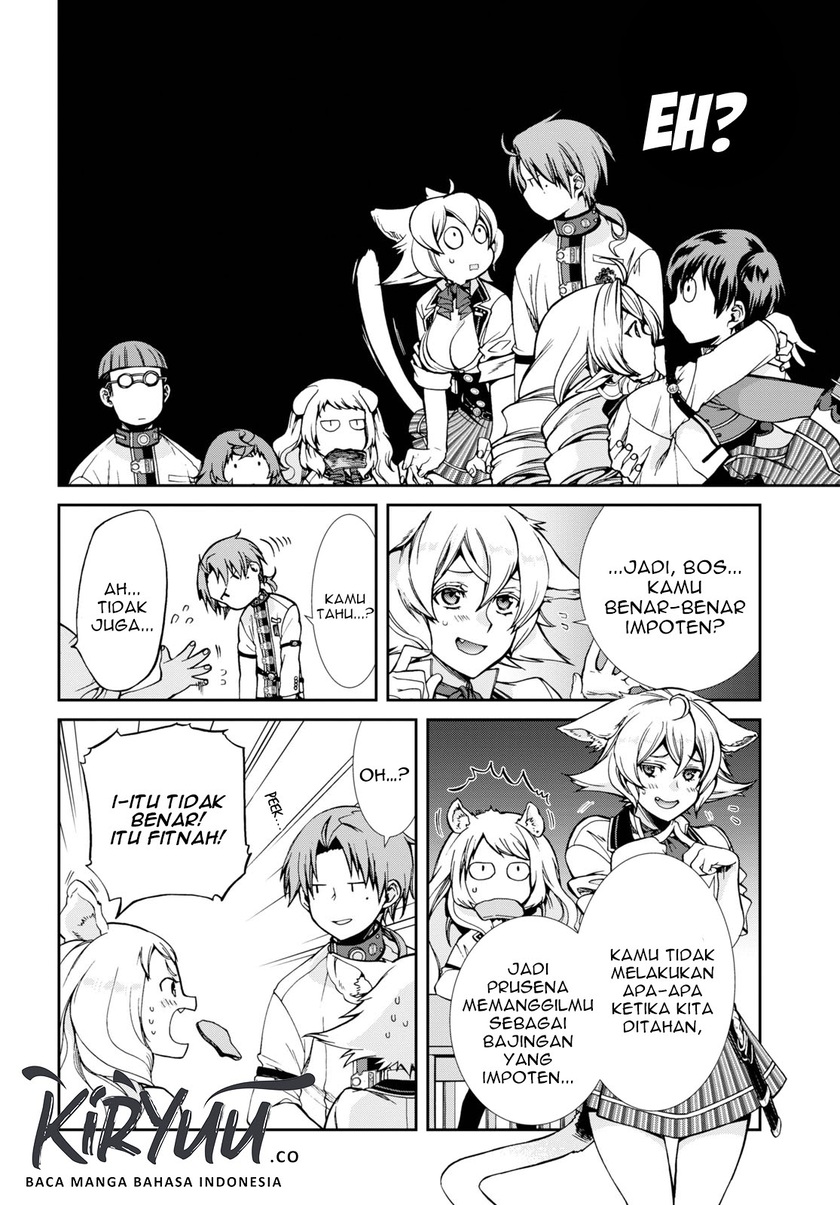 EH?
...JADI, BOS...
KAMU
BENAR-BENAR
IMPOTEN?
KAMU
TAHU...?
AH...
TIDAK
JUGA...
KAMU TIDAK
MELAKUKAN
APA-APA
KETIKA KITA
DITAHAN,
JADI
PRUSENA
MEMANGGILMU
SEBAGAI
BAJINGAN
YANG
IMPOTEN...
OH...?
PEEK...
I-ITU TIDAK
BENAR!
ITU FITNAH!
KIRYUU.CO
BACA MANGA BAHASA INDONESIA